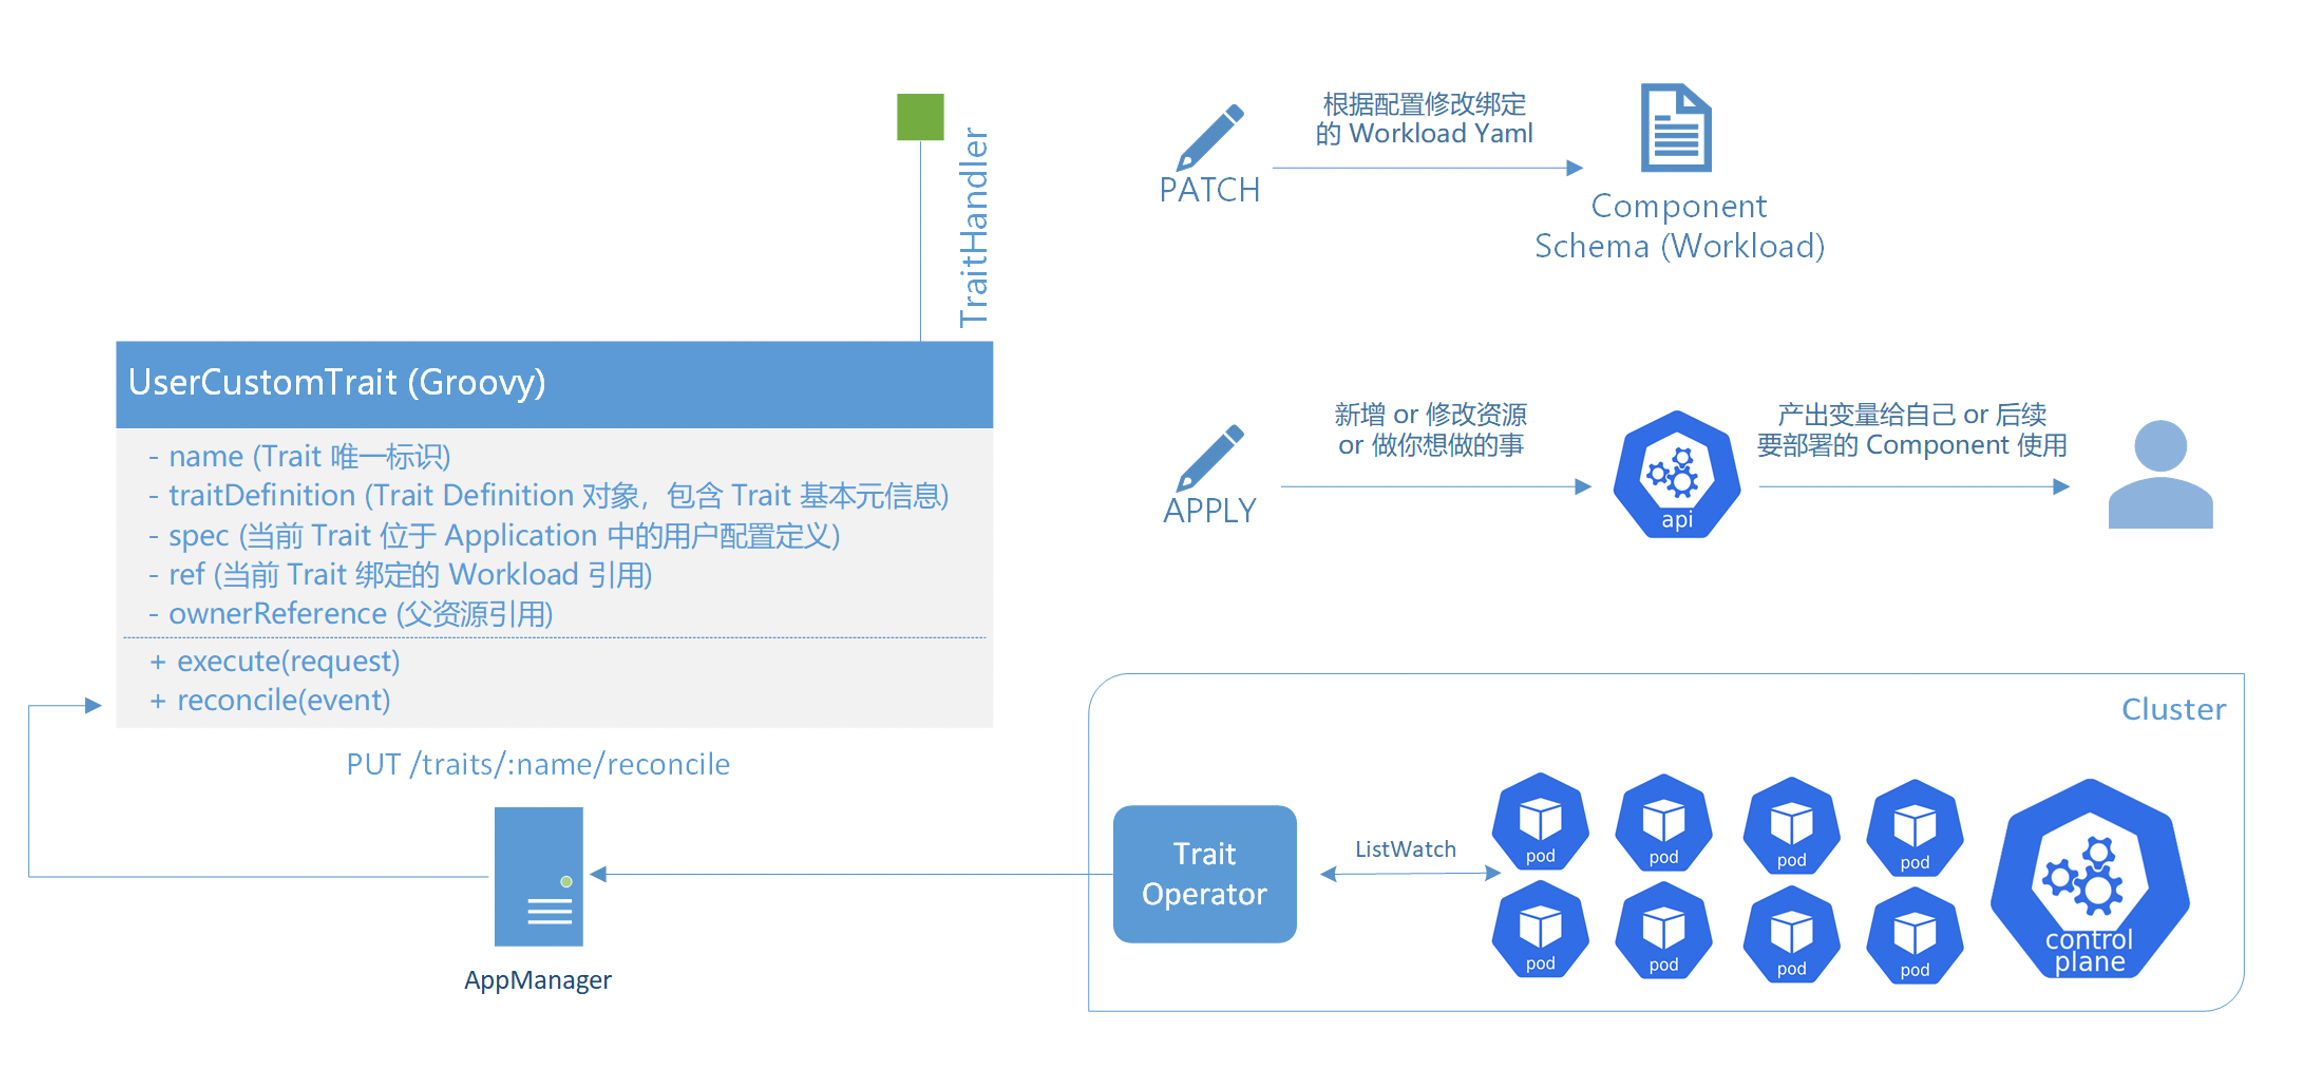 TraitHandler
UserCustomTrait (Groovy)
- name (Trait 唯一标识)
- traitDefinition (Trait Definition 对象，包含 Trait 基本元信息)
- spec (当前 Trait 位于 Application 中的用户配置定义)
- ref (当前 Trait 绑定的 Workload 引用)
- ownerReference (父资源引用)
+ execute(request)
+ reconcile(event)
PUT /traits/:name/reconcile
AppManager
PATCH
根据配置修改绑定
的 Workload Yaml
Component
Schema (Workload)
APPLY
新增 or 修改资源
or 做你想做的事
api
产出变量给自己 or 后续
要部署的 Component 使用
Cluster
Trait
Operator
ListWatch
pod
pod
pod
pod
pod
pod
pod
pod
control
plane